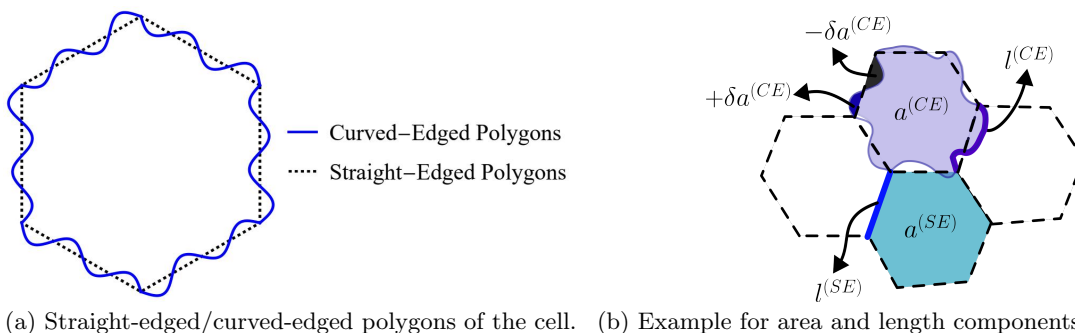 Curved−Edged Polygons
Straight−Edged Polygons
−δa^{(CE)}
l^{(CE)}
+δa^{(CE)}
a^{(CE)}
a^{(SE)}
l^{(SE)}
(a) Straight-edged/curved-edged polygons of the cell.
(b) Example for area and length components